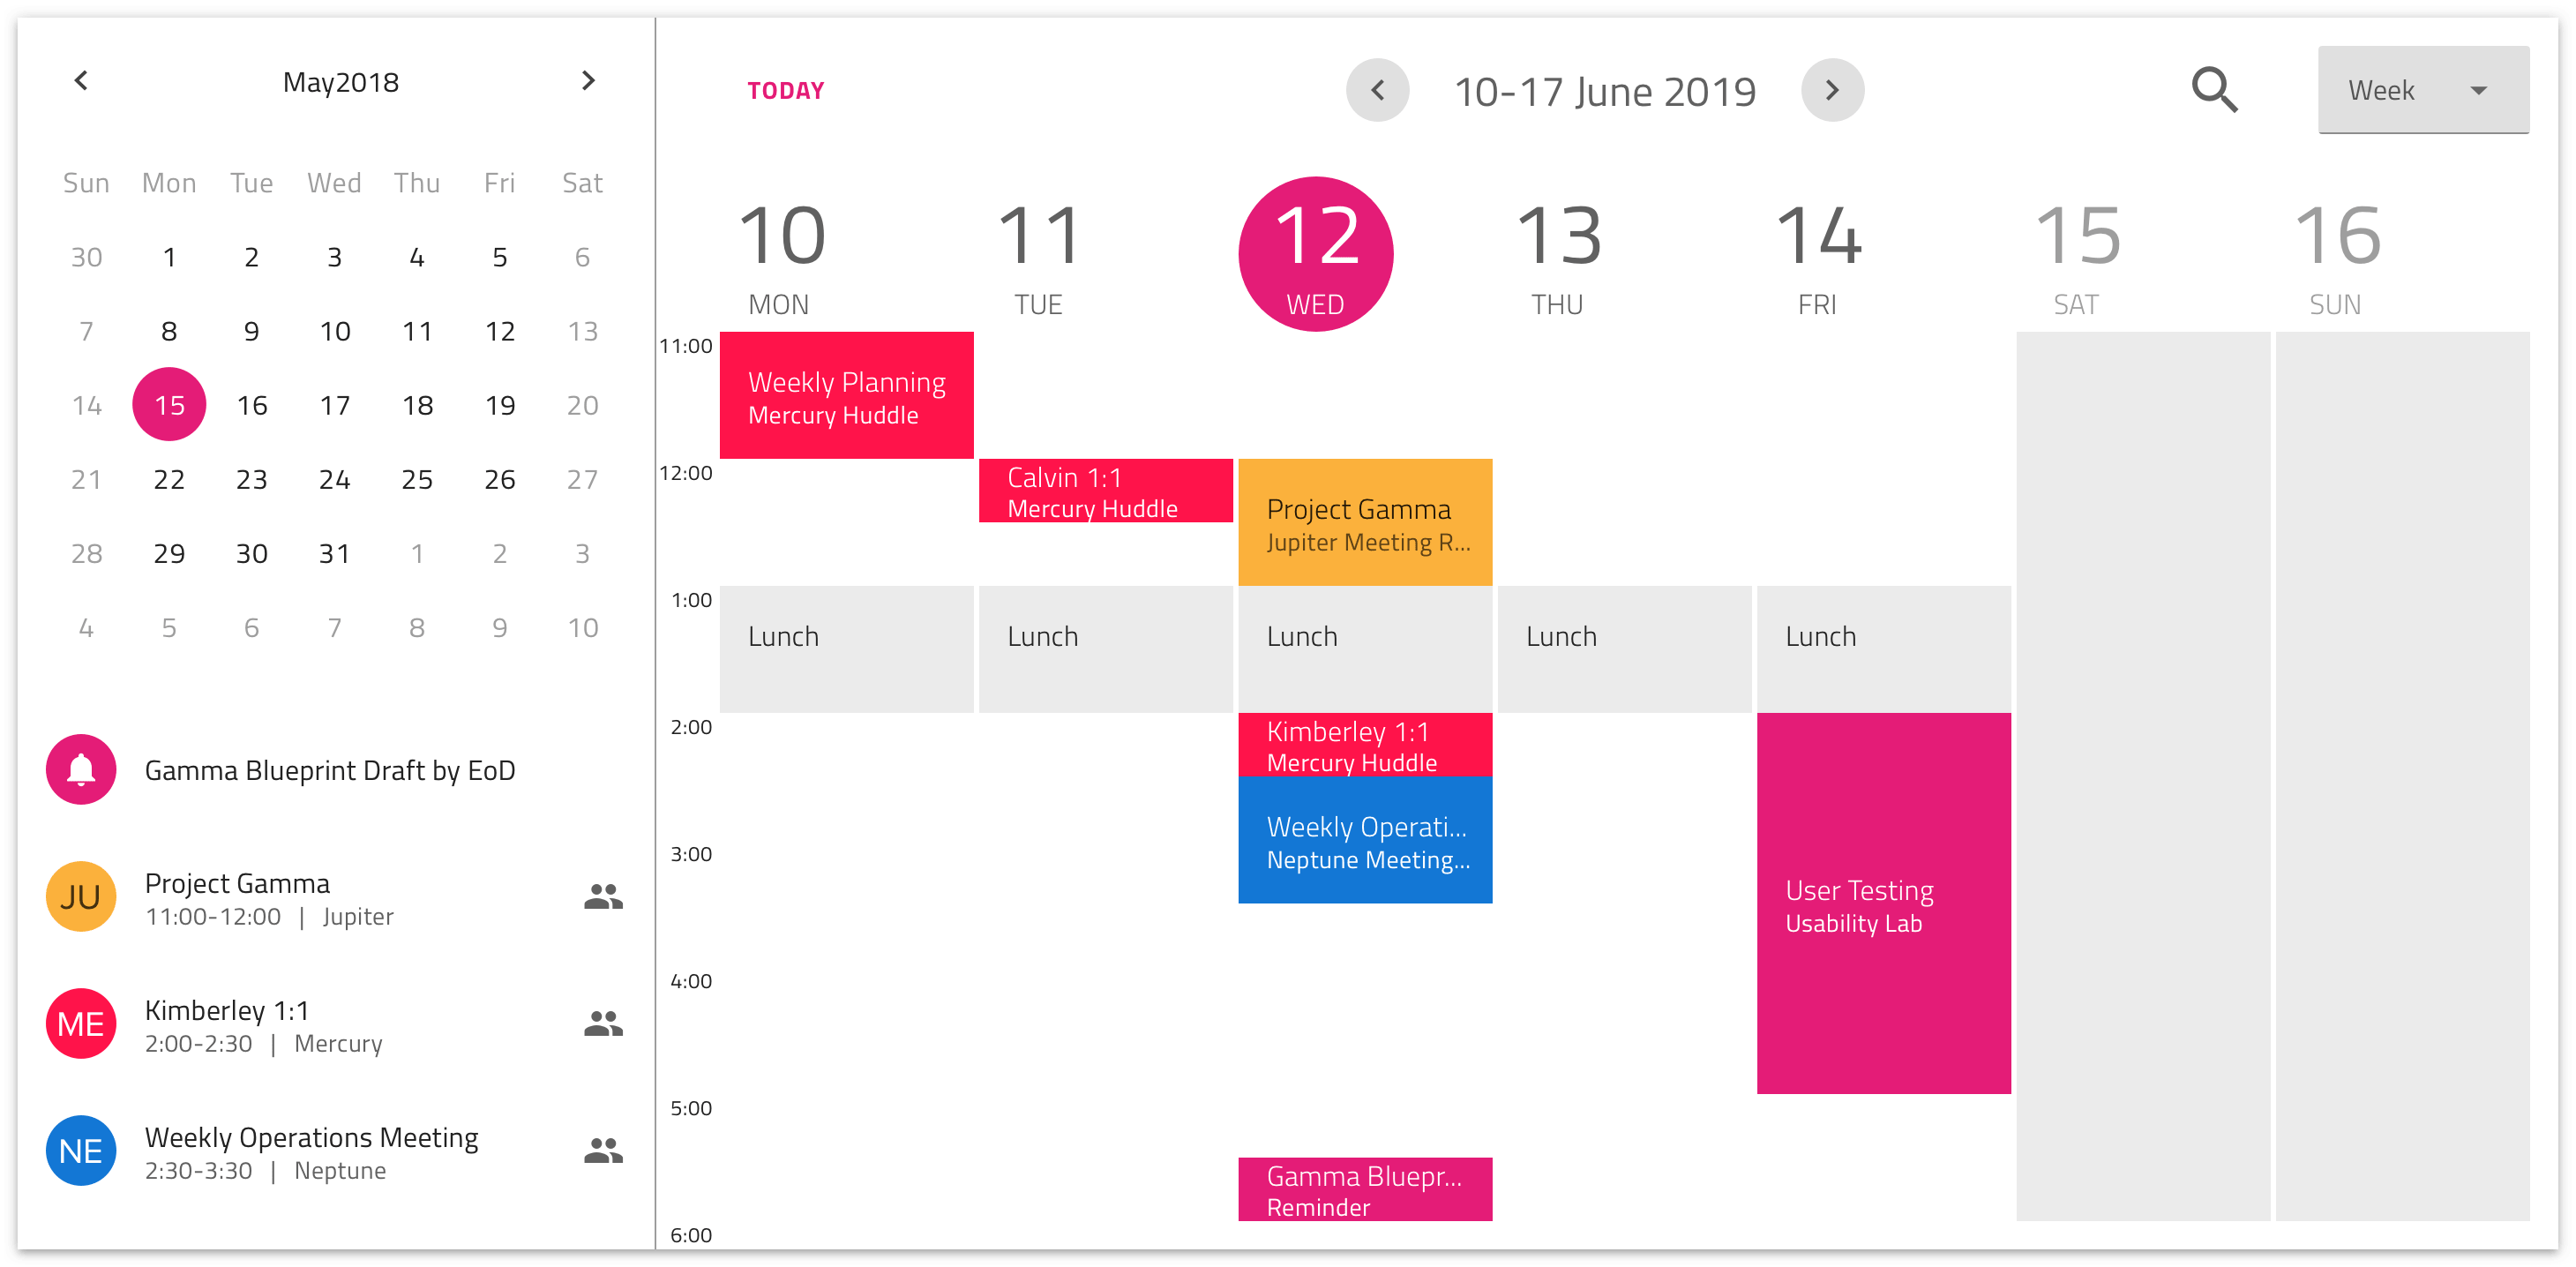 May2018
Sun Mon Tue Wed Thu Fri Sat
30 1 2 3 4 5 6
7 8 9 10 11 12 13
14 15 16 17 18 19 20
21 22 23 24 25 26 27
28 29 30 31 1 2 3
4 5 6 7 8 9 10
Gamma Blueprint Draft by EoD
JU
Project Gamma
11:00-12:00 | Jupiter
ME
Kimberley 1:1
2:00-2:30 | Mercury
NE
Weekly Operations Meeting
2:30-3:30 | Neptune
TODAY
10-17 June 2019
Week
10 11 12 13 14 15 16
MON TUE WED THU FRI SAT SUN
11:00
Weekly Planning
Mercury Huddle
12:00
Calvin 1:1
Mercury Huddle
Project Gamma
Jupiter Meeting R...
1:00
Lunch Lunch Lunch Lunch Lunch
2:00
Kimberley 1:1
Mercury Huddle
Weekly Operati...
Neptune Meeting...
3:00
User Testing
Usability Lab
4:00
5:00
Gamma Bluepr...
Reminder
6:00